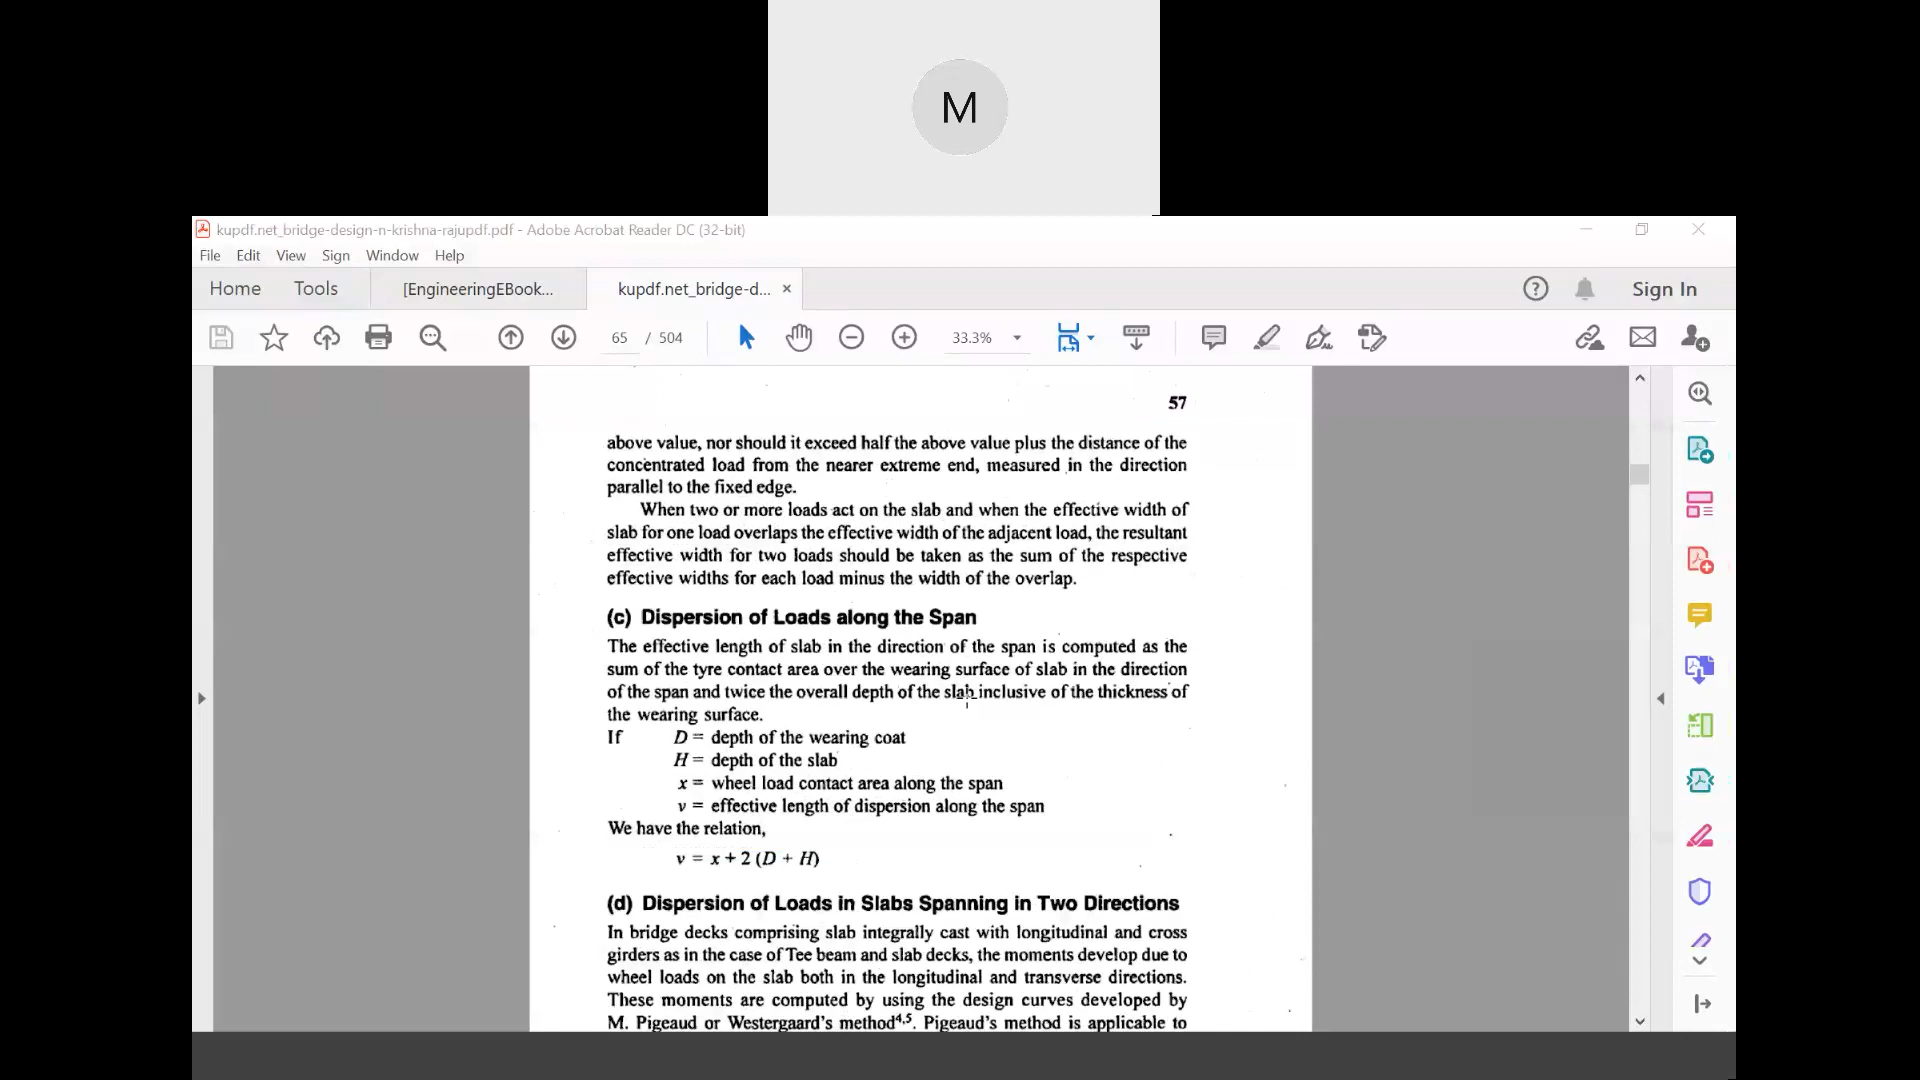 M
kupdf.net_bridge-design-n-krishna-rajupdf.pdf - Adobe Acrobat Reader DC (32-bit)
File Edit View Sign Window Help
Home Tools [EngineeringEBook... kupdf.net_bridge-d... × Sign In
65 / 504 33.3%
57
above value, nor should it exceed half the above value plus the distance of the
concentrated load from the nearer extreme end, measured in the direction
parallel to the fixed edge.
When two or more loads act on the slab and when the effective width of
slab for one load overlaps the effective width of the adjacent load, the resultant
effective width for two loads should be taken as the sum of the respective
effective widths for each load minus the width of the overlap.
(c) Dispersion of Loads along the Span
The effective length of slab in the direction of the span is computed as the
sum of the tyre contact area over the wearing surface of slab in the direction
of the span and twice the overall depth of the slab inclusive of the thickness of
the wearing surface.
If D = depth of the wearing coat
H = depth of the slab
x = wheel load contact area along the span
v = effective length of dispersion along the span
We have the relation,
v = x + 2 (D + H)
(d) Dispersion of Loads in Slabs Spanning in Two Directions
In bridge decks comprising slab integrally cast with longitudinal and cross
girders as in the case of Tee beam and slab decks, the moments develop due to
wheel loads on the slab both in the longitudinal and transverse directions.
These moments are computed by using the design curves developed by
M. Pigeaud or Westergaard's method⁴,⁵. Pigeaud's method is applicable to